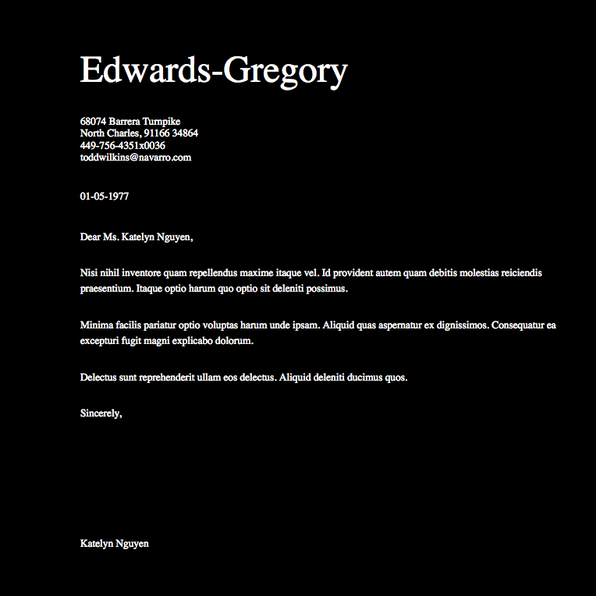 Edwards-Gregory
68074 Barrera Turnpike
North Charles, 91166 34864
449-756-4351x0036
toddwilkins@navarro.com
01-05-1977
Dear Ms. Katelyn Nguyen,
Nisi nihil inventore quam repellendus maxime itaque vel. Id provident autem quam debitis molestias reiciendis
praesentium. Itaque optio harum quo optio sit deleniti possimus.
Minima facilis pariatur optio voluptas harum unde ipsam. Aliquid quas aspernatur ex dignissimos. Consequatur ea
excepturi fugit magni explicabo dolorum.
Delectus sunt reprehenderit ullam eos delectus. Aliquid deleniti ducimus quos.
Sincerely,
Katelyn Nguyen